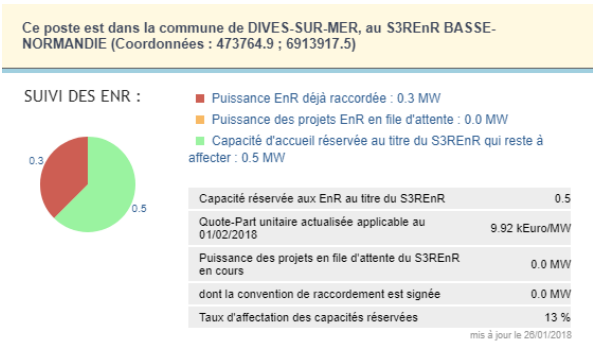 Ce poste est dans la commune de DIVES-SUR-MER, au S3REnR BASSE-
NORMANDIE (Coordonnées : 473764.9 ; 6913917.5)
SUIVI DES ENR :
Puissance EnR déjà raccordée : 0.3 MW
Puissance des projets EnR en file d'attente : 0.0 MW
Capacité d'accueil réservée au titre du S3REnR qui reste à
affecter : 0.5 MW
0.3
0.5
Capacité réservée aux EnR au titre du S3REnR 0.5
Quote-Part unitaire actualisée applicable au
01/02/2018 9.92 kEuro/MW
Puissance des projets en file d'attente du S3REnR
en cours 0.0 MW
dont la convention de raccordement est signée 0.0 MW
Taux d'affectation des capacités réservées 13 %
mis à jour le 26/01/2018